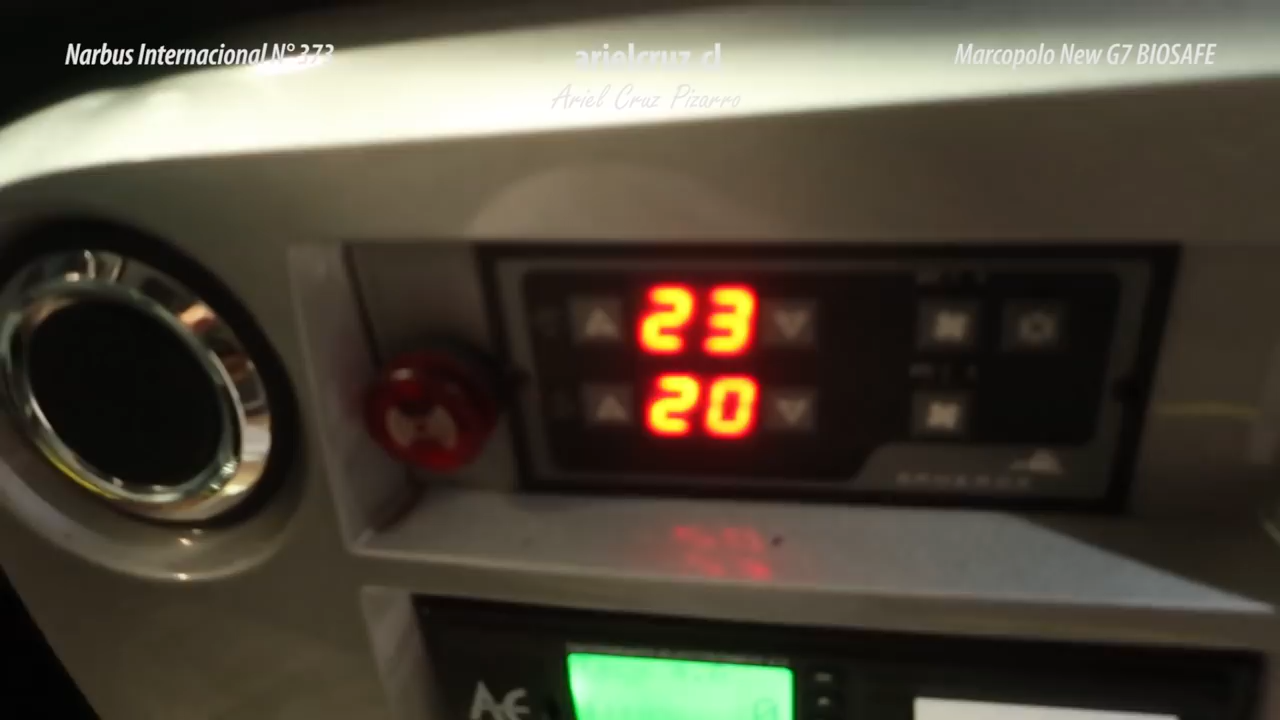 Narbus Internacional N° 373
arielcruz.cl
Marcopolo New G7 BIOSAFE
Ariel Cruz Pizarro
23
20